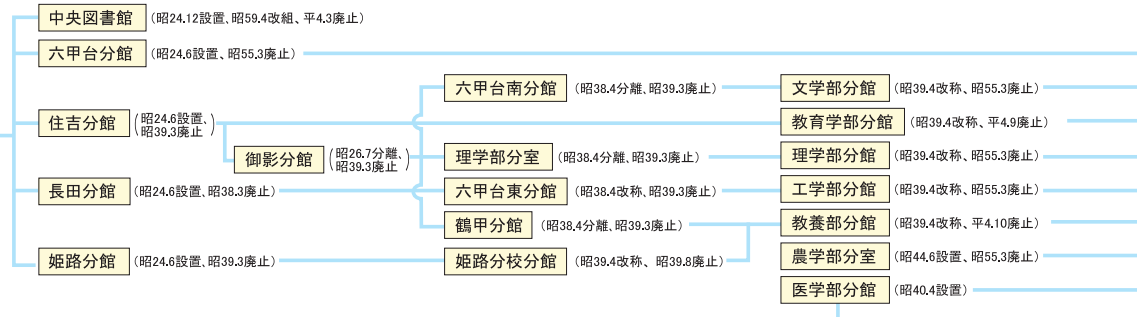 中央図書館 (昭24.12設置、昭59.4改組、平4.3廃止)
六甲台分館 (昭24.6設置、昭55.3廃止)
六甲台南分館 (昭38.4分離、昭39.3廃止) 文学部分館 (昭39.4改称、昭55.3廃止)
住吉分館 (昭24.6設置、
昭39.3廃止) 教育学部分館 (昭39.4改称、平4.9廃止)
御影分館 (昭26.7分離、
昭39.3廃止) 理学部分室 (昭38.4分離、昭39.3廃止) 理学部分館 (昭39.4改称、昭55.3廃止)
長田分館 (昭24.6設置、昭38.3廃止) 六甲台東分館 (昭38.4改称、昭39.3廃止) 工学部分館 (昭39.4改称、昭55.3廃止)
鶴甲分館 (昭38.4分離、昭39.3廃止) 教養部分館 (昭39.4改称、平4.10廃止)
姫路分館 (昭24.6設置、昭39.3廃止) 姫路分校分館 (昭39.4改称、昭39.8廃止) 農学部分室 (昭44.6設置、昭55.3廃止)
医学部分館 (昭40.4設置)